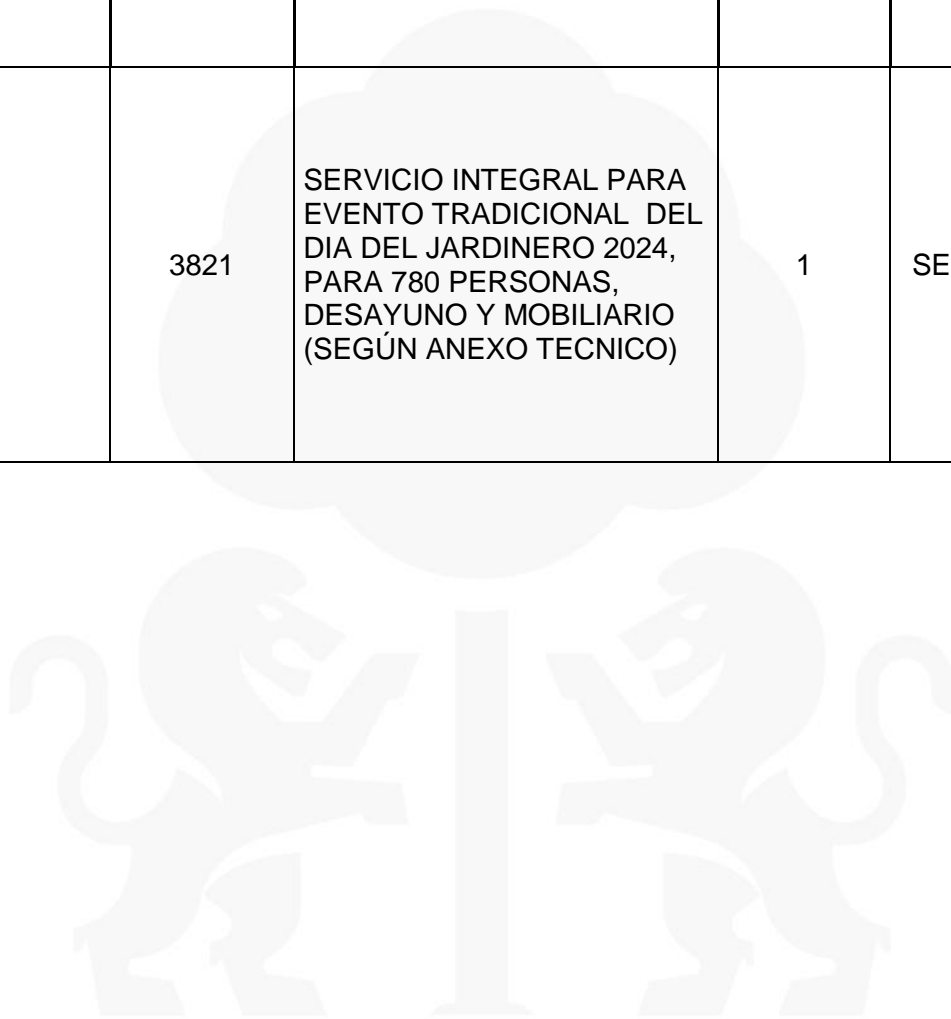 3821
SERVICIO INTEGRAL PARA
EVENTO TRADICIONAL  DEL
DIA DEL JARDINERO 2024,
PARA 780 PERSONAS,
DESAYUNO Y MOBILIARIO
(SEGÚN ANEXO TECNICO)
1
SE